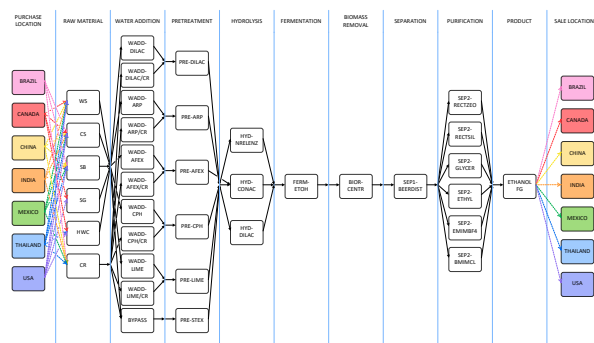 PURCHASE
LOCATION
RAW MATERIAL
WATER ADDITION
PRETREATMENT
HYDROLYSIS
FERMENTATION
BIOMASS
REMOVAL
SEPARATION
PURIFICATION
PRODUCT
SALE LOCATION
BRAZIL
CANADA
CHINA
INDIA
MEXICO
THAILAND
USA
WS
CS
SB
SG
HWC
CR
WADD-
DILAC
WADD-
DILAC/CR
WADD-
ARP
WADD-
ARP/CR
WADD-
AFEX
WADD-
AFEX/CR
WADD-
CPH
WADD-
CPH/CR
WADD-
LIME
WADD-
LIME/CR
BYPASS
PRE-DILAC
PRE-ARP
PRE-AFEX
PRE-CPH
PRE-LIME
PRE-STEX
HYD-
NRELENZ
HYD-
CONAC
HYD-
DILAC
FERM-
ETOH
BIOR-
CENTR
SEP1-
BEERDIST
SEP2-
RECTZEO
SEP2-
RECTSIL
SEP2-
GLYCER
SEP2-
ETHYL
SEP2-
EMIMBF4
SEP2-
BMIMCL
ETHANOL
FG
BRAZIL
CANADA
CHINA
INDIA
MEXICO
THAILAND
USA